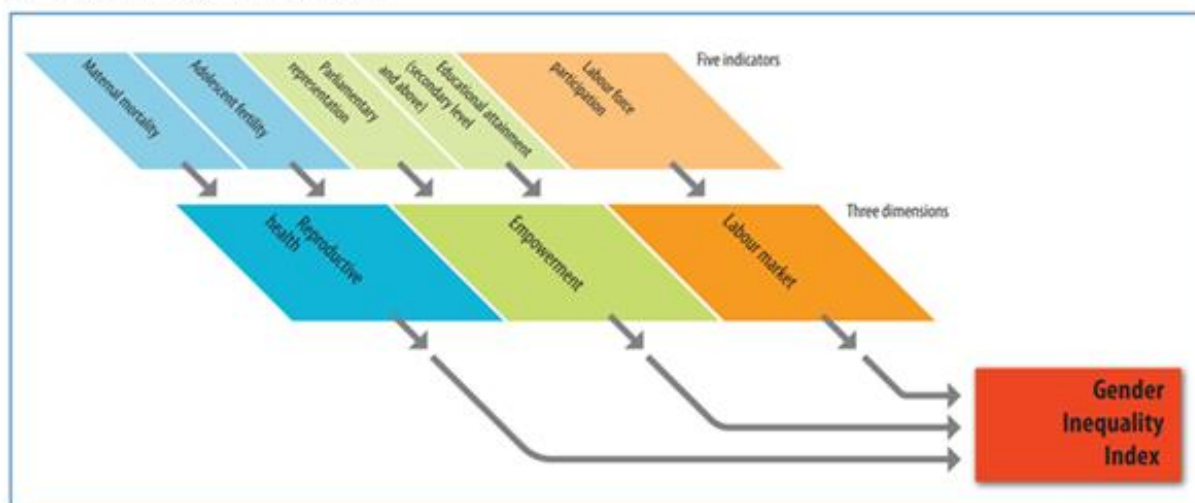 Maternal mortality
Adolescent fertility
Parliamentary
representation
Educational attainment
(secondary level
and above)
Labour force
participation
Five indicators
Reproductive
health
Empowerment
Labour market
Three dimensions
Gender
Inequality
Index